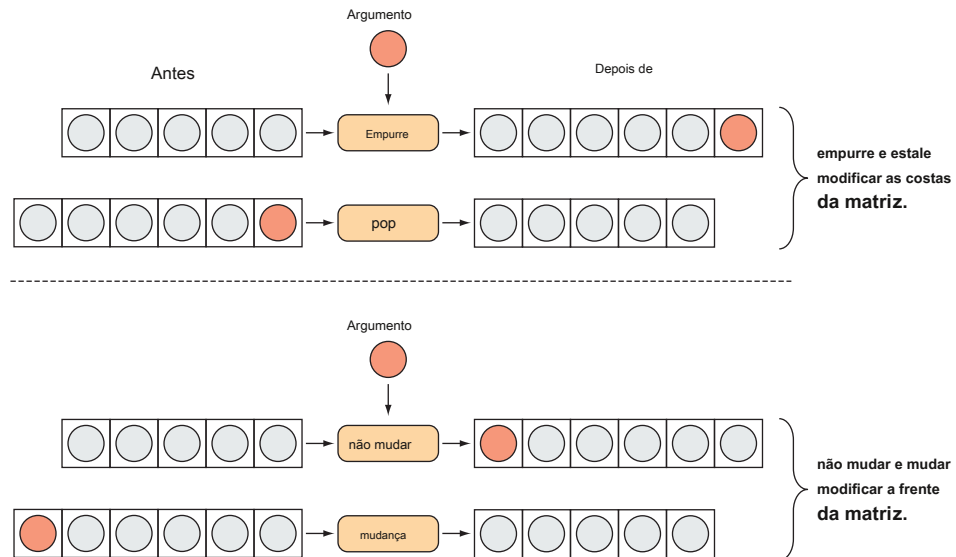 Argumento
Antes
Depois de
Empurre
empurre e estale
modificar as costas
da matriz.
pop
Argumento
não mudar
não mudar e mudar
modificar a frente
da matriz.
mudança